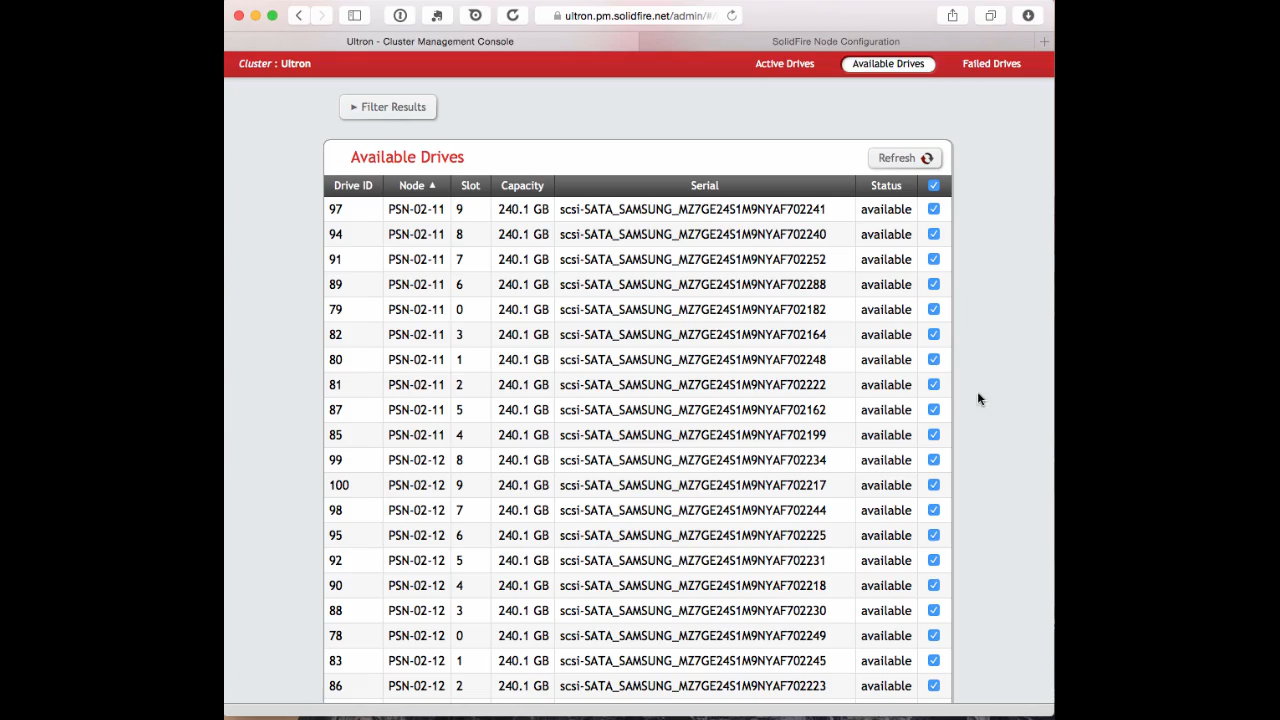 ultron.pm.solidfire.net/admin/#/
Ultron - Cluster Management Console SolidFire Node Configuration
Cluster : Ultron Active Drives Available Drives Failed Drives
Filter Results
Available Drives Refresh
Drive ID Node Slot Capacity Serial Status
97 PSN-02-11 9 240.1 GB scsi-SATA_SAMSUNG_MZ7GE24S1M9NYAF702241 available
94 PSN-02-11 8 240.1 GB scsi-SATA_SAMSUNG_MZ7GE24S1M9NYAF702240 available
91 PSN-02-11 7 240.1 GB scsi-SATA_SAMSUNG_MZ7GE24S1M9NYAF702252 available
89 PSN-02-11 6 240.1 GB scsi-SATA_SAMSUNG_MZ7GE24S1M9NYAF702288 available
79 PSN-02-11 0 240.1 GB scsi-SATA_SAMSUNG_MZ7GE24S1M9NYAF702182 available
82 PSN-02-11 3 240.1 GB scsi-SATA_SAMSUNG_MZ7GE24S1M9NYAF702164 available
80 PSN-02-11 1 240.1 GB scsi-SATA_SAMSUNG_MZ7GE24S1M9NYAF702248 available
81 PSN-02-11 2 240.1 GB scsi-SATA_SAMSUNG_MZ7GE24S1M9NYAF702222 available
87 PSN-02-11 5 240.1 GB scsi-SATA_SAMSUNG_MZ7GE24S1M9NYAF702162 available
85 PSN-02-11 4 240.1 GB scsi-SATA_SAMSUNG_MZ7GE24S1M9NYAF702199 available
99 PSN-02-12 8 240.1 GB scsi-SATA_SAMSUNG_MZ7GE24S1M9NYAF702234 available
100 PSN-02-12 9 240.1 GB scsi-SATA_SAMSUNG_MZ7GE24S1M9NYAF702217 available
98 PSN-02-12 7 240.1 GB scsi-SATA_SAMSUNG_MZ7GE24S1M9NYAF702244 available
95 PSN-02-12 6 240.1 GB scsi-SATA_SAMSUNG_MZ7GE24S1M9NYAF702225 available
92 PSN-02-12 5 240.1 GB scsi-SATA_SAMSUNG_MZ7GE24S1M9NYAF702231 available
90 PSN-02-12 4 240.1 GB scsi-SATA_SAMSUNG_MZ7GE24S1M9NYAF702218 available
88 PSN-02-12 3 240.1 GB scsi-SATA_SAMSUNG_MZ7GE24S1M9NYAF702230 available
78 PSN-02-12 0 240.1 GB scsi-SATA_SAMSUNG_MZ7GE24S1M9NYAF702249 available
83 PSN-02-12 1 240.1 GB scsi-SATA_SAMSUNG_MZ7GE24S1M9NYAF702245 available
86 PSN-02-12 2 240.1 GB scsi-SATA_SAMSUNG_MZ7GE24S1M9NYAF702223 available